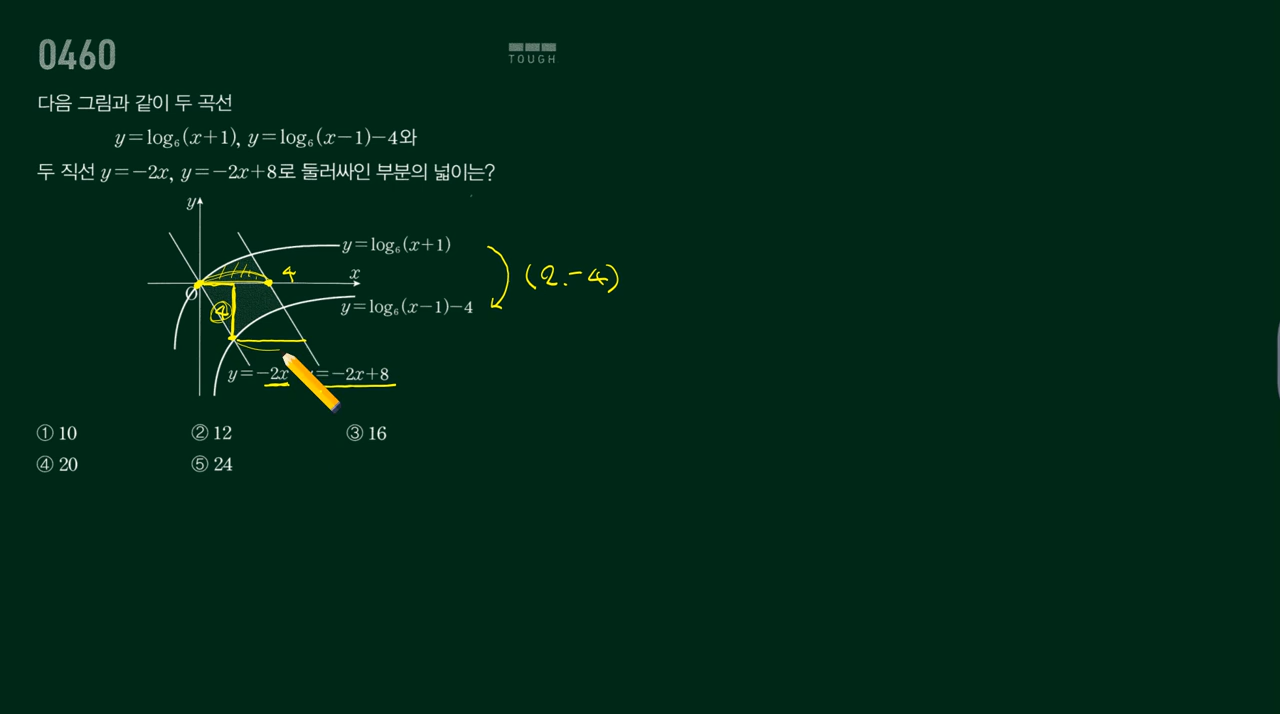 0460
TOUGH
다음 그림과 같이 두 곡선
y=log₆(x+1), y=log₆(x−1)−4와
두 직선 y=−2x, y=−2x+8로 둘러싸인 부분의 넓이는?
y
y=log₆(x+1)
4
x
(2.−4)
O
4
y=log₆(x−1)−4
y=−2x
=−2x+8
① 10
② 12
③ 16
④ 20
⑤ 24